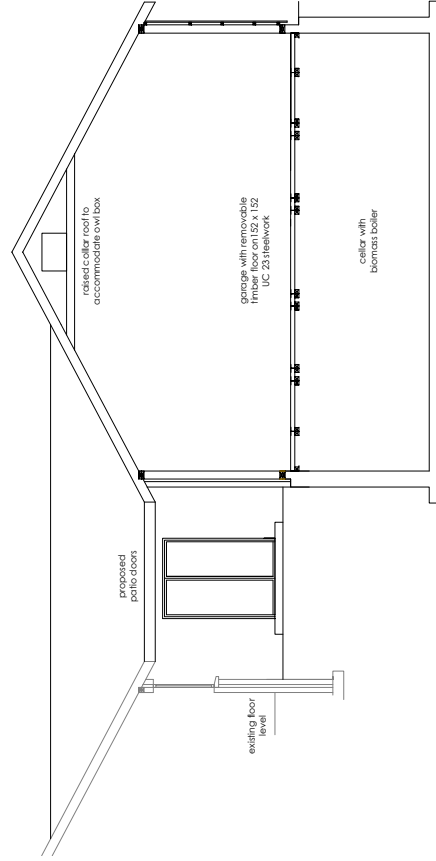 raised collar roof to
accommodate owl box
garage with removable
timber floor on 152 x 152
UC 23 steelwork
cellar with
biomass boiler
proposed
patio doors
existing floor
level